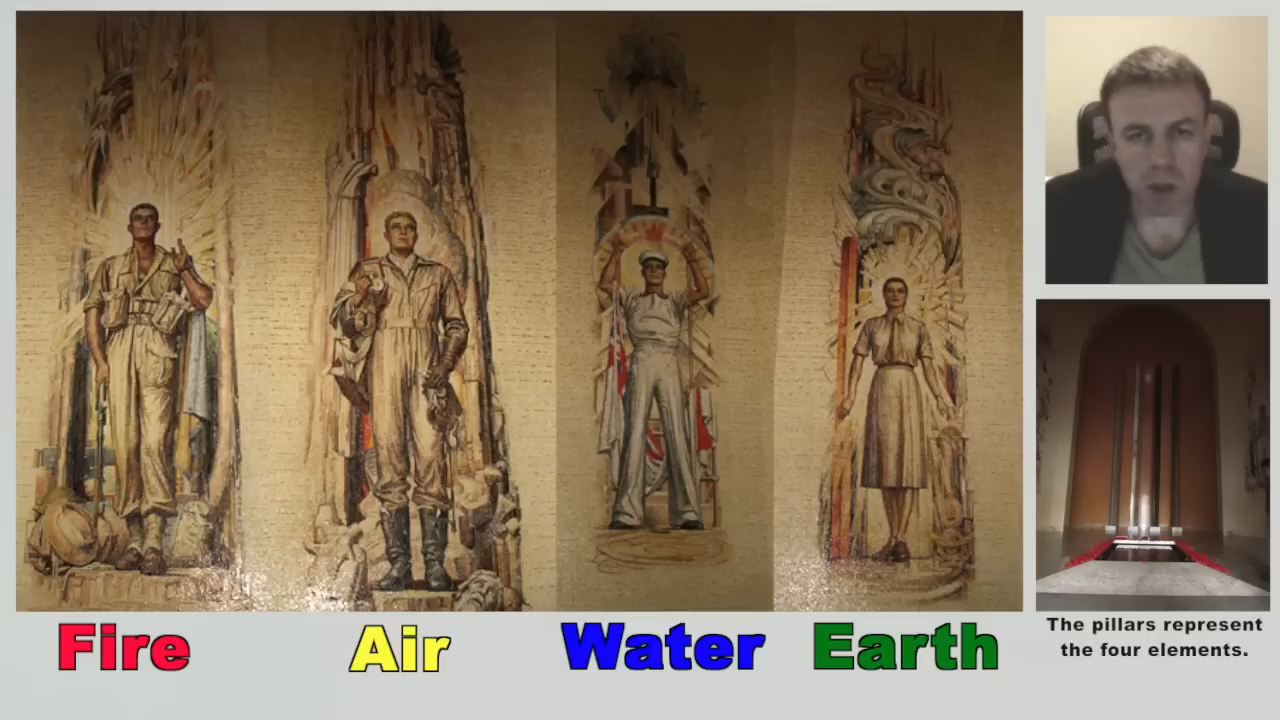 Fire
Air
Water
Earth
The pillars represent
the four elements.